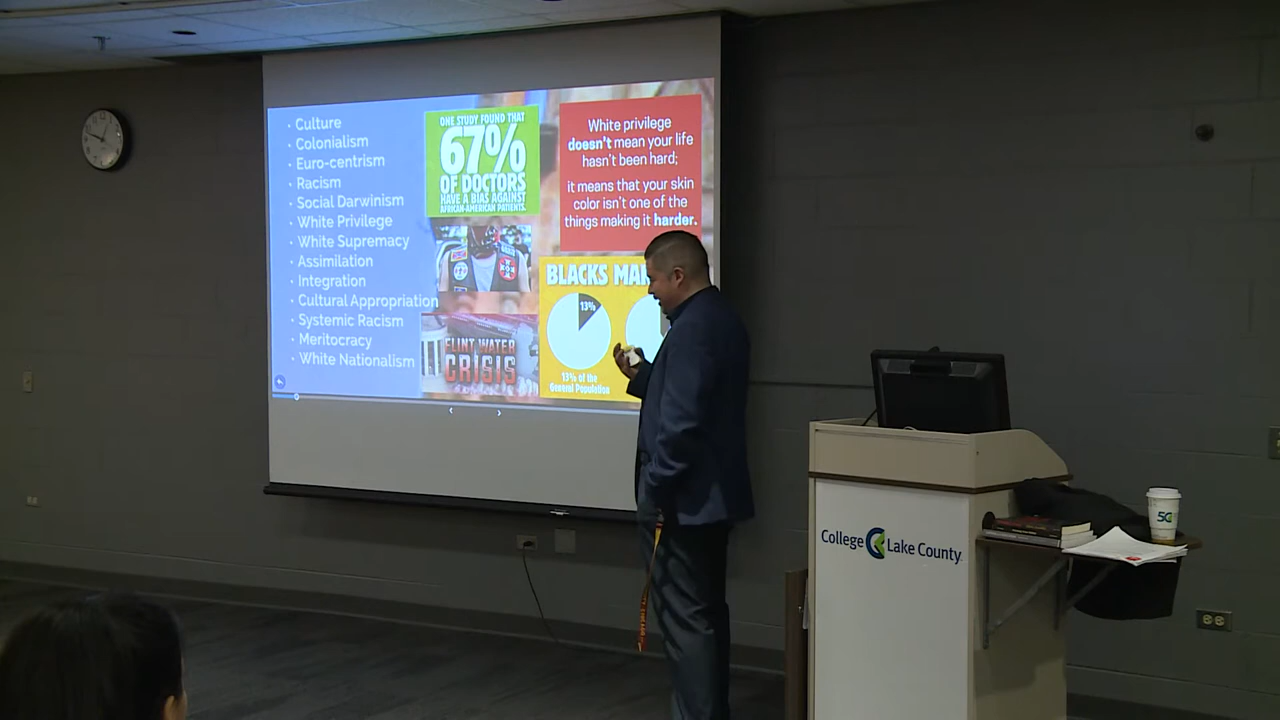 • Culture
• Colonialism
• Euro-centrism
• Racism
• Social Darwinism
• White Privilege
• White Supremacy
• Assimilation
• Integration
• Cultural Appropriation
• Systemic Racism
• Meritocracy
• White Nationalism
ONE STUDY FOUND THAT
67%
OF DOCTORS
HAVE A BIAS AGAINST
AFRICAN-AMERICAN PATIENTS.
White privilege
doesn't mean your life
hasn't been hard;
it means that your skin
color isn't one of the
things making it harder.
FLINT WATER
CRISIS
BLACKS
13%
13% of the
General Population
College Lake County
50